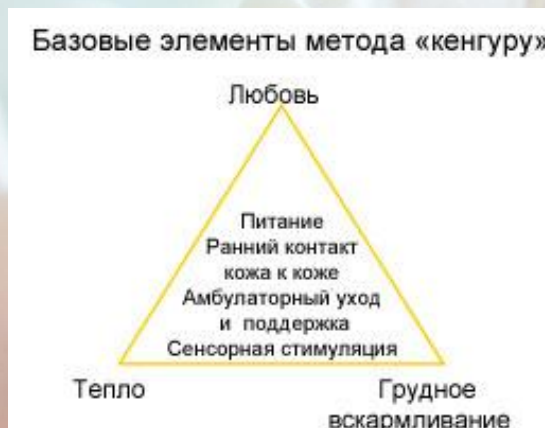 Базовые элементы метода «кенгуру»
Любовь
Питание
Ранний контакт
кожа к коже
Амбулаторный уход
и поддержка
Сенсорная стимуляция
Тепло
Грудное
вскармливание